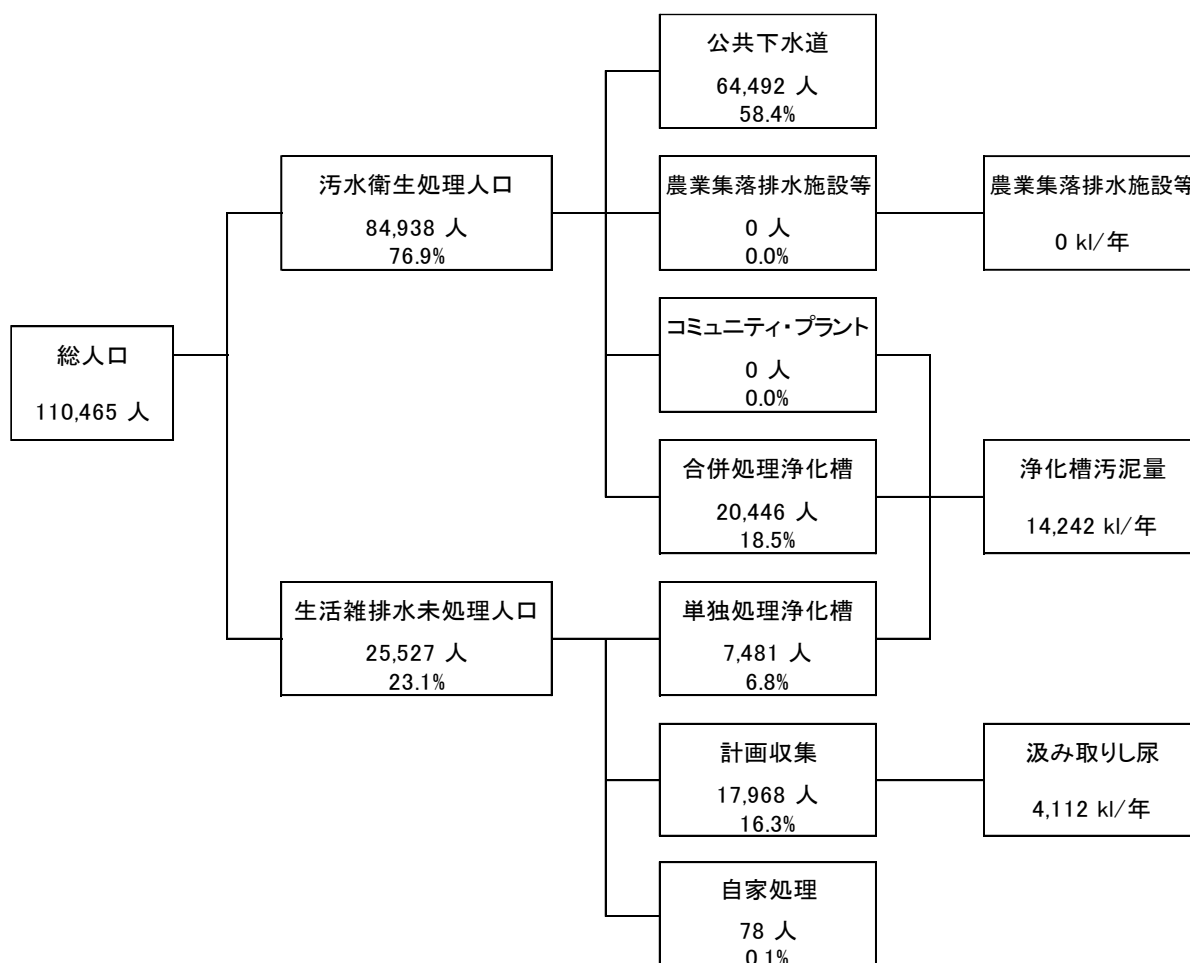 公共下水道
64,492 人
58.4%
汚水衛生処理人口
84,938 人
76.9%
農業集落排水施設等
0 人
0.0%
農業集落排水施設等
0 kl/年
総人口
110,465 人
コミュニティ・プラント
0 人
0.0%
合併処理浄化槽
20,446 人
18.5%
浄化槽汚泥量
14,242 kl/年
生活雑排水未処理人口
25,527 人
23.1%
単独処理浄化槽
7,481 人
6.8%
計画収集
17,968 人
16.3%
汲み取りし尿
4,112 kl/年
自家処理
78 人
0.1%